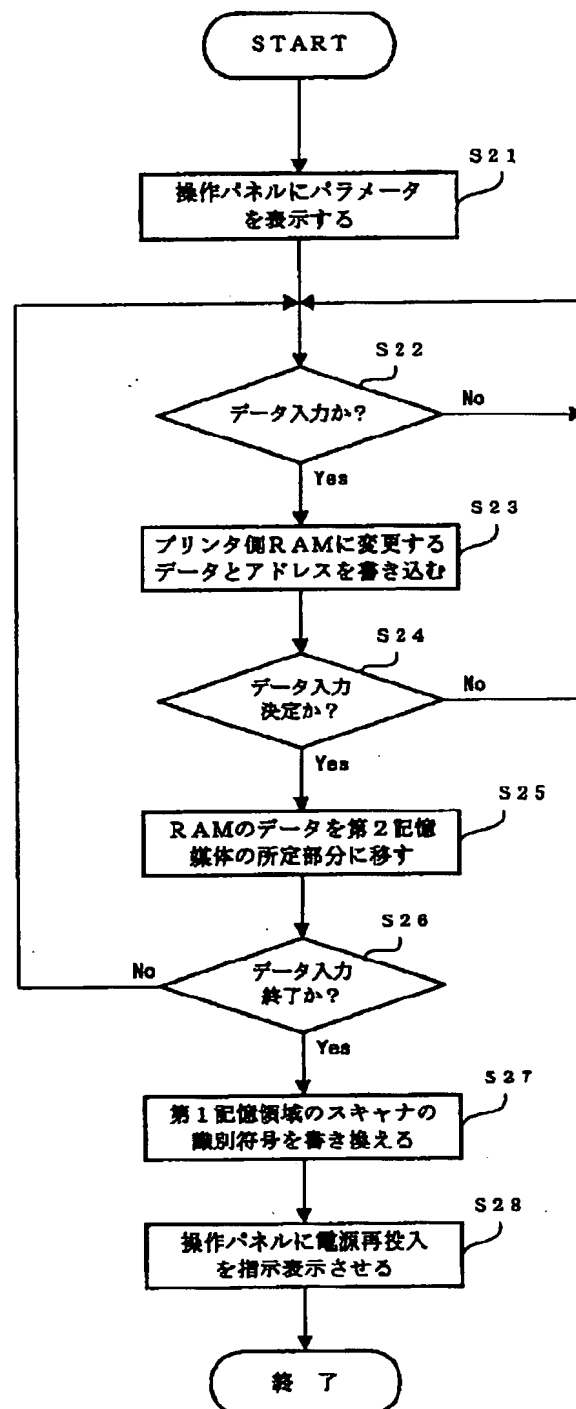 START
S21
操作パネルにパラメータ
を表示する
S22
データ入力か？
No
Yes
S23
プリンタ側RAMに変更する
データとアドレスを書き込む
S24
データ入力
決定か？
No
Yes
S25
RAMのデータを第2記憶
媒体の所定部分に移す
S26
データ入力
終了か？
No
Yes
S27
第1記憶領域のスキャナの
識別符号を書き換える
S28
操作パネルに電源再投入
を指示表示させる
終 了